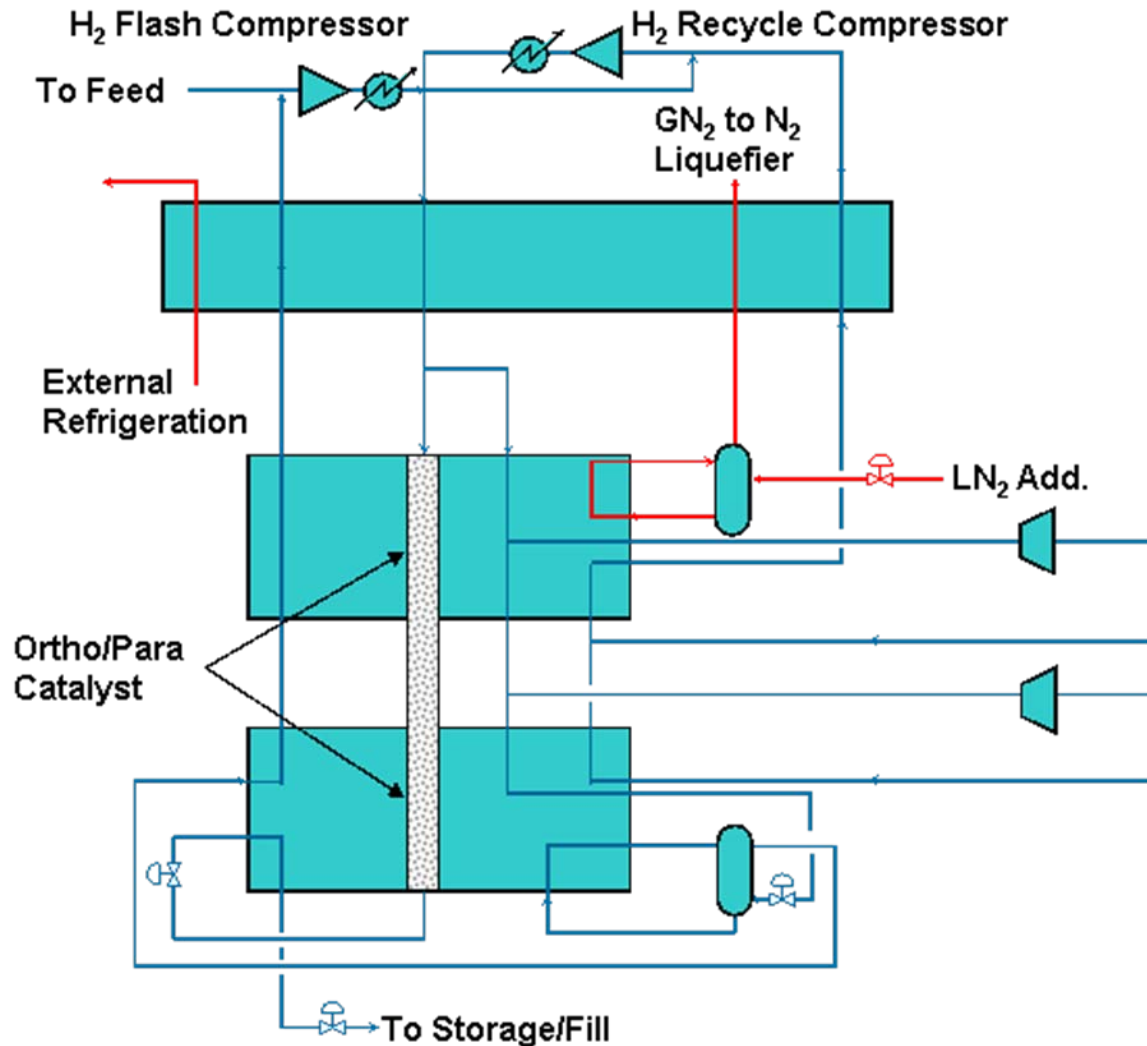 H₂ Flash Compressor
H₂ Recycle Compressor
To Feed
GN₂ to N₂
Liquefier
External
Refrigeration
LN₂ Add.
Ortho/Para
Catalyst
To Storage/Fill